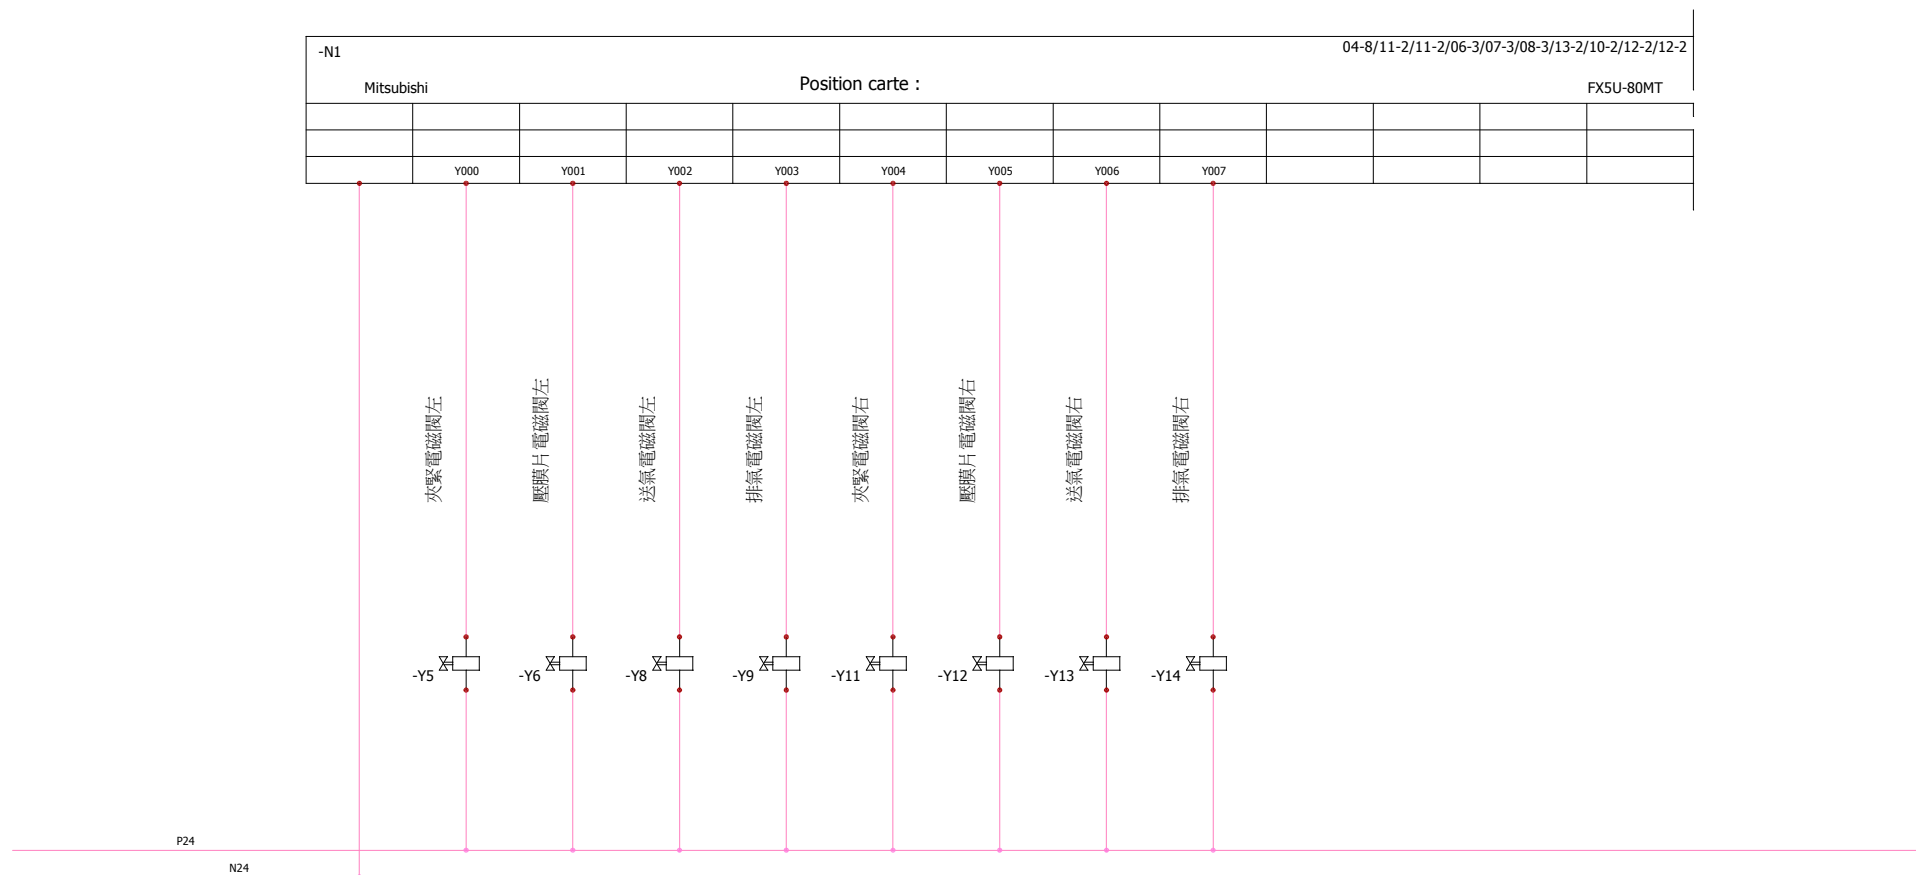 -N1
04-8/11-2/11-2/06-3/07-3/08-3/13-2/10-2/12-2/12-2
Mitsubishi
Position carte :
FX5U-80MT
Y000
Y001
Y002
Y003
Y004
Y005
Y006
Y007
夾緊電磁閥左
壓膜片電磁閥左
送氣電磁閥左
排氣電磁閥左
夾緊電磁閥右
壓膜片電磁閥右
送氣電磁閥右
排氣電磁閥右
-Y5
-Y6
-Y8
-Y9
-Y11
-Y12
-Y13
-Y14
P24
N24